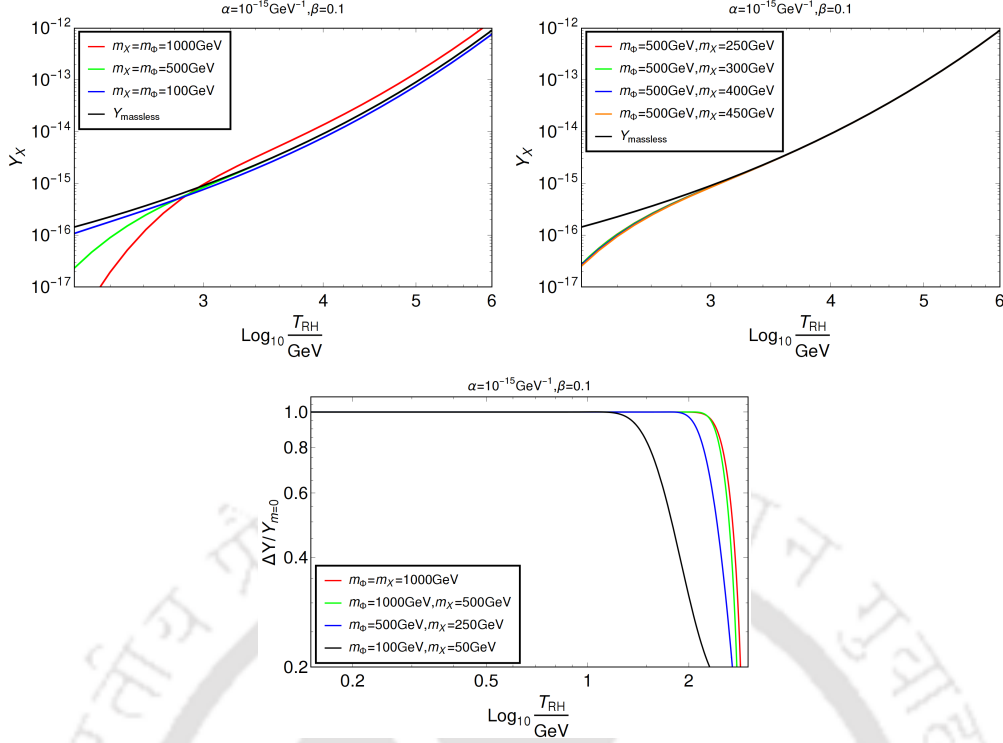 α=10⁻¹⁵GeV⁻¹,β=0.1
10⁻¹²
10⁻¹³
10⁻¹⁴
10⁻¹⁵
10⁻¹⁶
10⁻¹⁷
Y_X
m_X=m_Φ=1000GeV
m_X=m_Φ=500GeV
m_X=m_Φ=100GeV
Y_massless
3 4 5 6
Log₁₀ T_RH/GeV
α=10⁻¹⁵GeV⁻¹,β=0.1
10⁻¹²
10⁻¹³
10⁻¹⁴
10⁻¹⁵
10⁻¹⁶
10⁻¹⁷
Y_X
m_Φ=500GeV,m_X=250GeV
m_Φ=500GeV,m_X=300GeV
m_Φ=500GeV,m_X=400GeV
m_Φ=500GeV,m_X=450GeV
Y_massless
3 4 5 6
Log₁₀ T_RH/GeV
α=10⁻¹⁵GeV⁻¹,β=0.1
1.0
0.8
0.6
0.4
0.2
ΔY/Y_m=0
m_Φ=m_X=1000GeV
m_Φ=1000GeV,m_X=500GeV
m_Φ=500GeV,m_X=250GeV
m_Φ=100GeV,m_X=50GeV
0.2 0.5 1 2
Log₁₀ T_RH/GeV